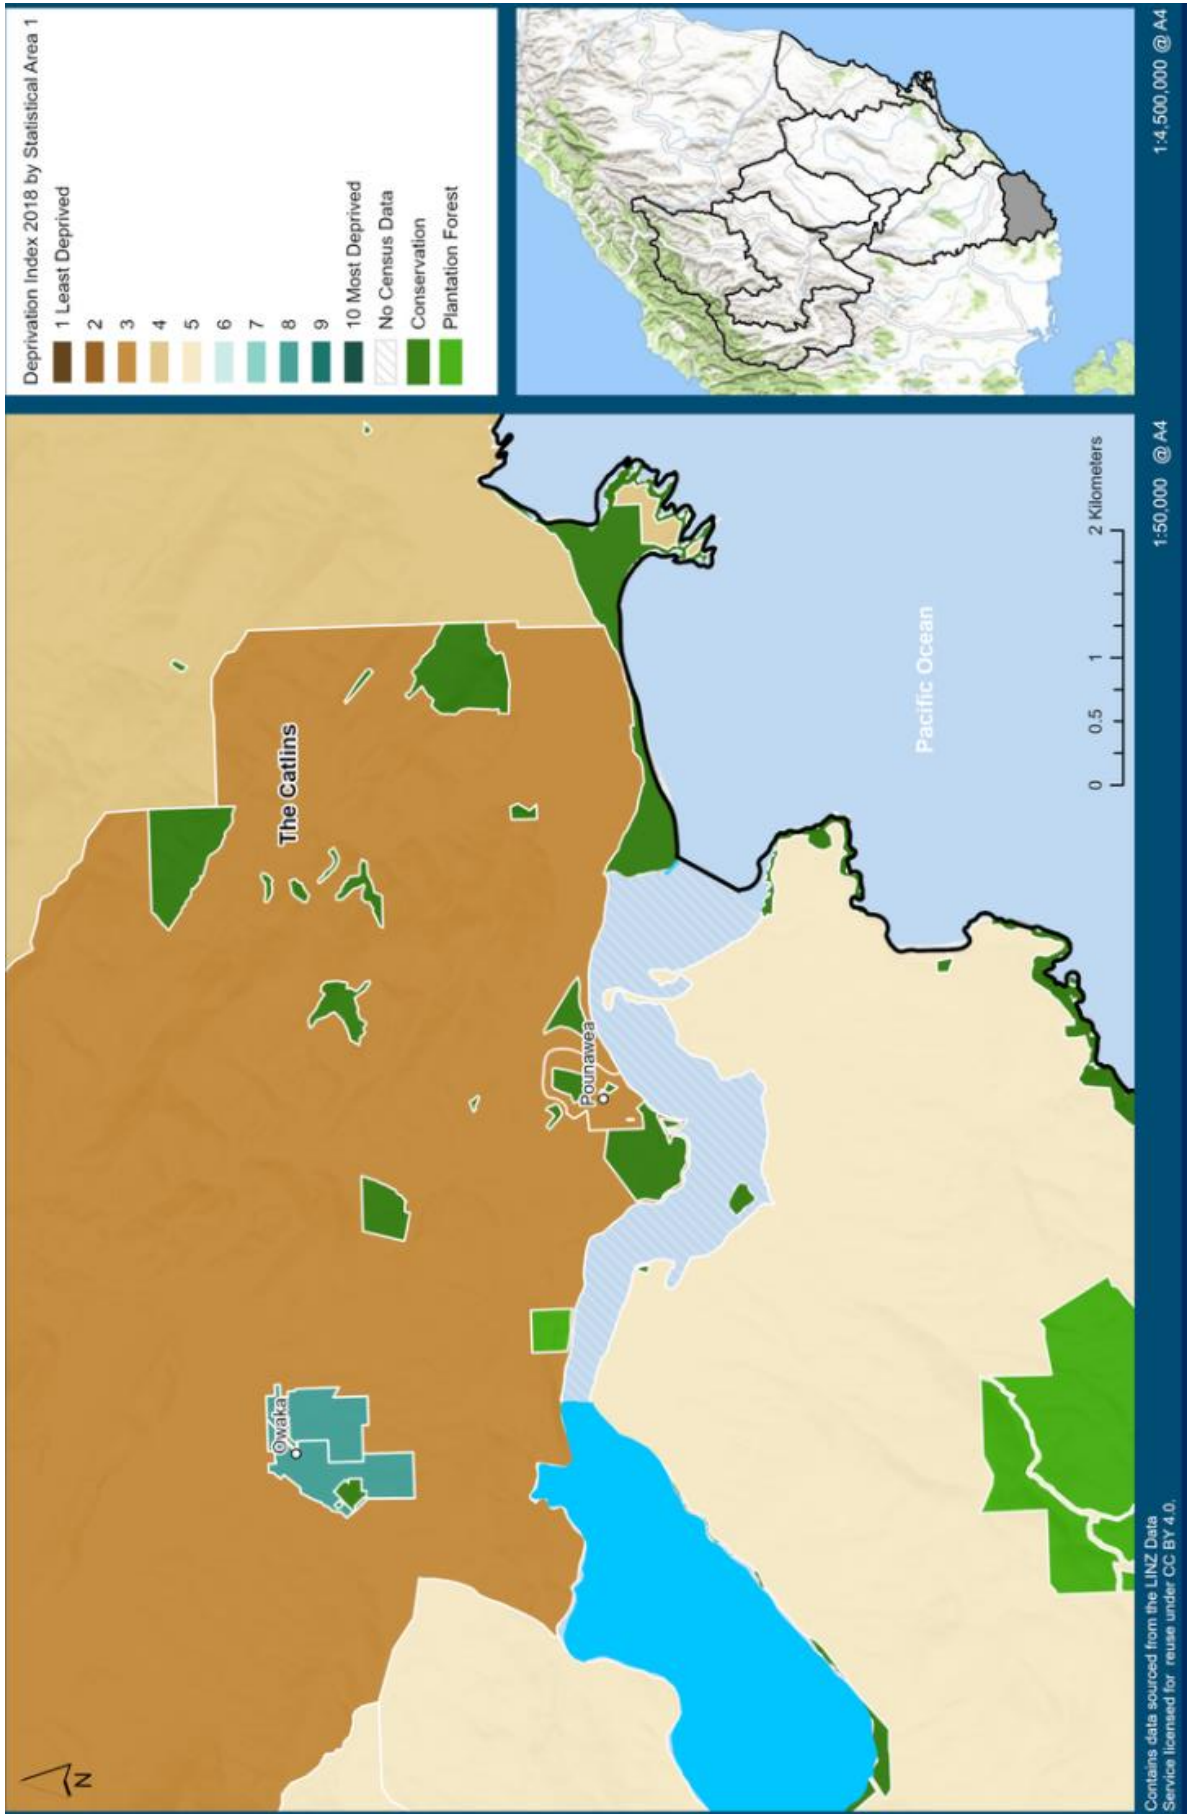 Deprivation Index 2018 by Statistical Area 1
1 Least Deprived
2
3
4
5
6
7
8
9
10 Most Deprived
No Census Data
Conservation
Plantation Forest
N
The Catlins
Owaka
Pounawea
Pacific Ocean
0 0.5 1 2 Kilometers
1:50,000 @ A4
1:4,500,000 @ A4
Contains data sourced from the LINZ Data
Service licensed for reuse under CC BY 4.0.